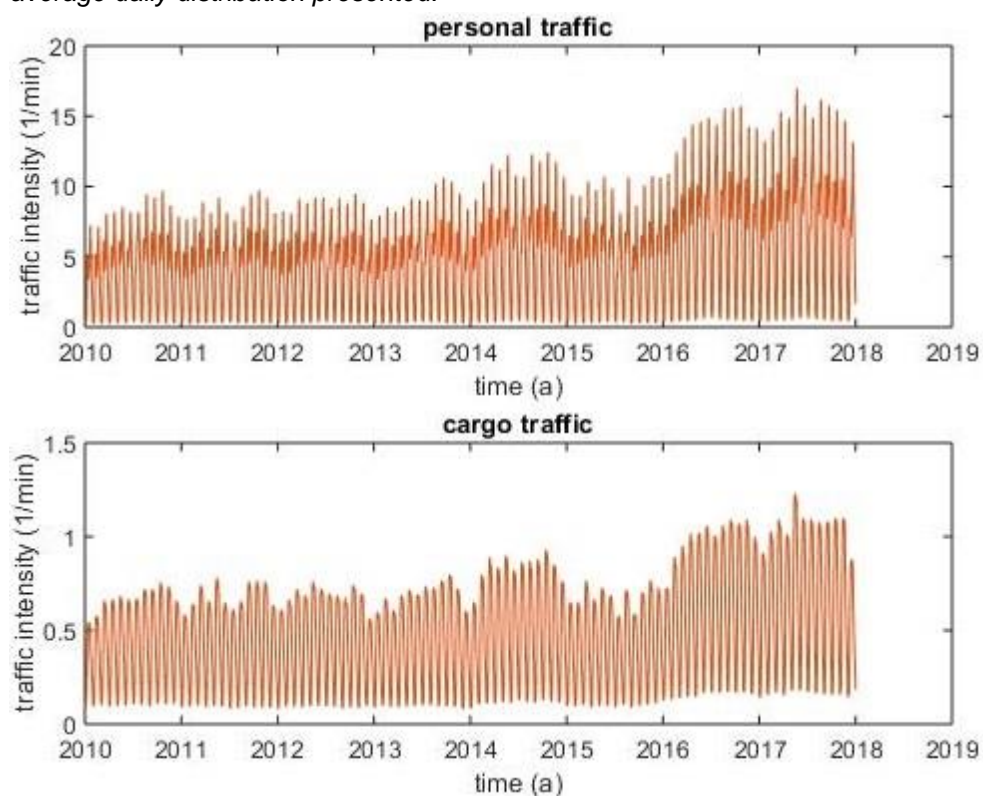 average daily distribution presented.
personal traffic
20
15
10
5
0
traffic intensity (1/min)
2010 2011 2012 2013 2014 2015 2016 2017 2018 2019
time (a)
cargo traffic
1.5
1
0.5
0
traffic intensity (1/min)
2010 2011 2012 2013 2014 2015 2016 2017 2018 2019
time (a)